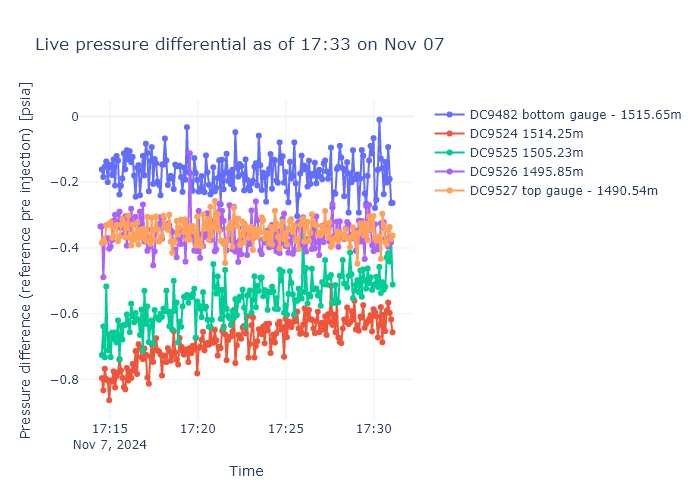 Live pressure differential as of 17:33 on Nov 07
Pressure difference (reference pre injection) [psia]
0
−0.2
−0.4
−0.6
−0.8
17:15
Nov 7, 2024
17:20
17:25
17:30
Time
DC9482 bottom gauge - 1515.65m
DC9524 1514.25m
DC9525 1505.23m
DC9526 1495.85m
DC9527 top gauge - 1490.54m